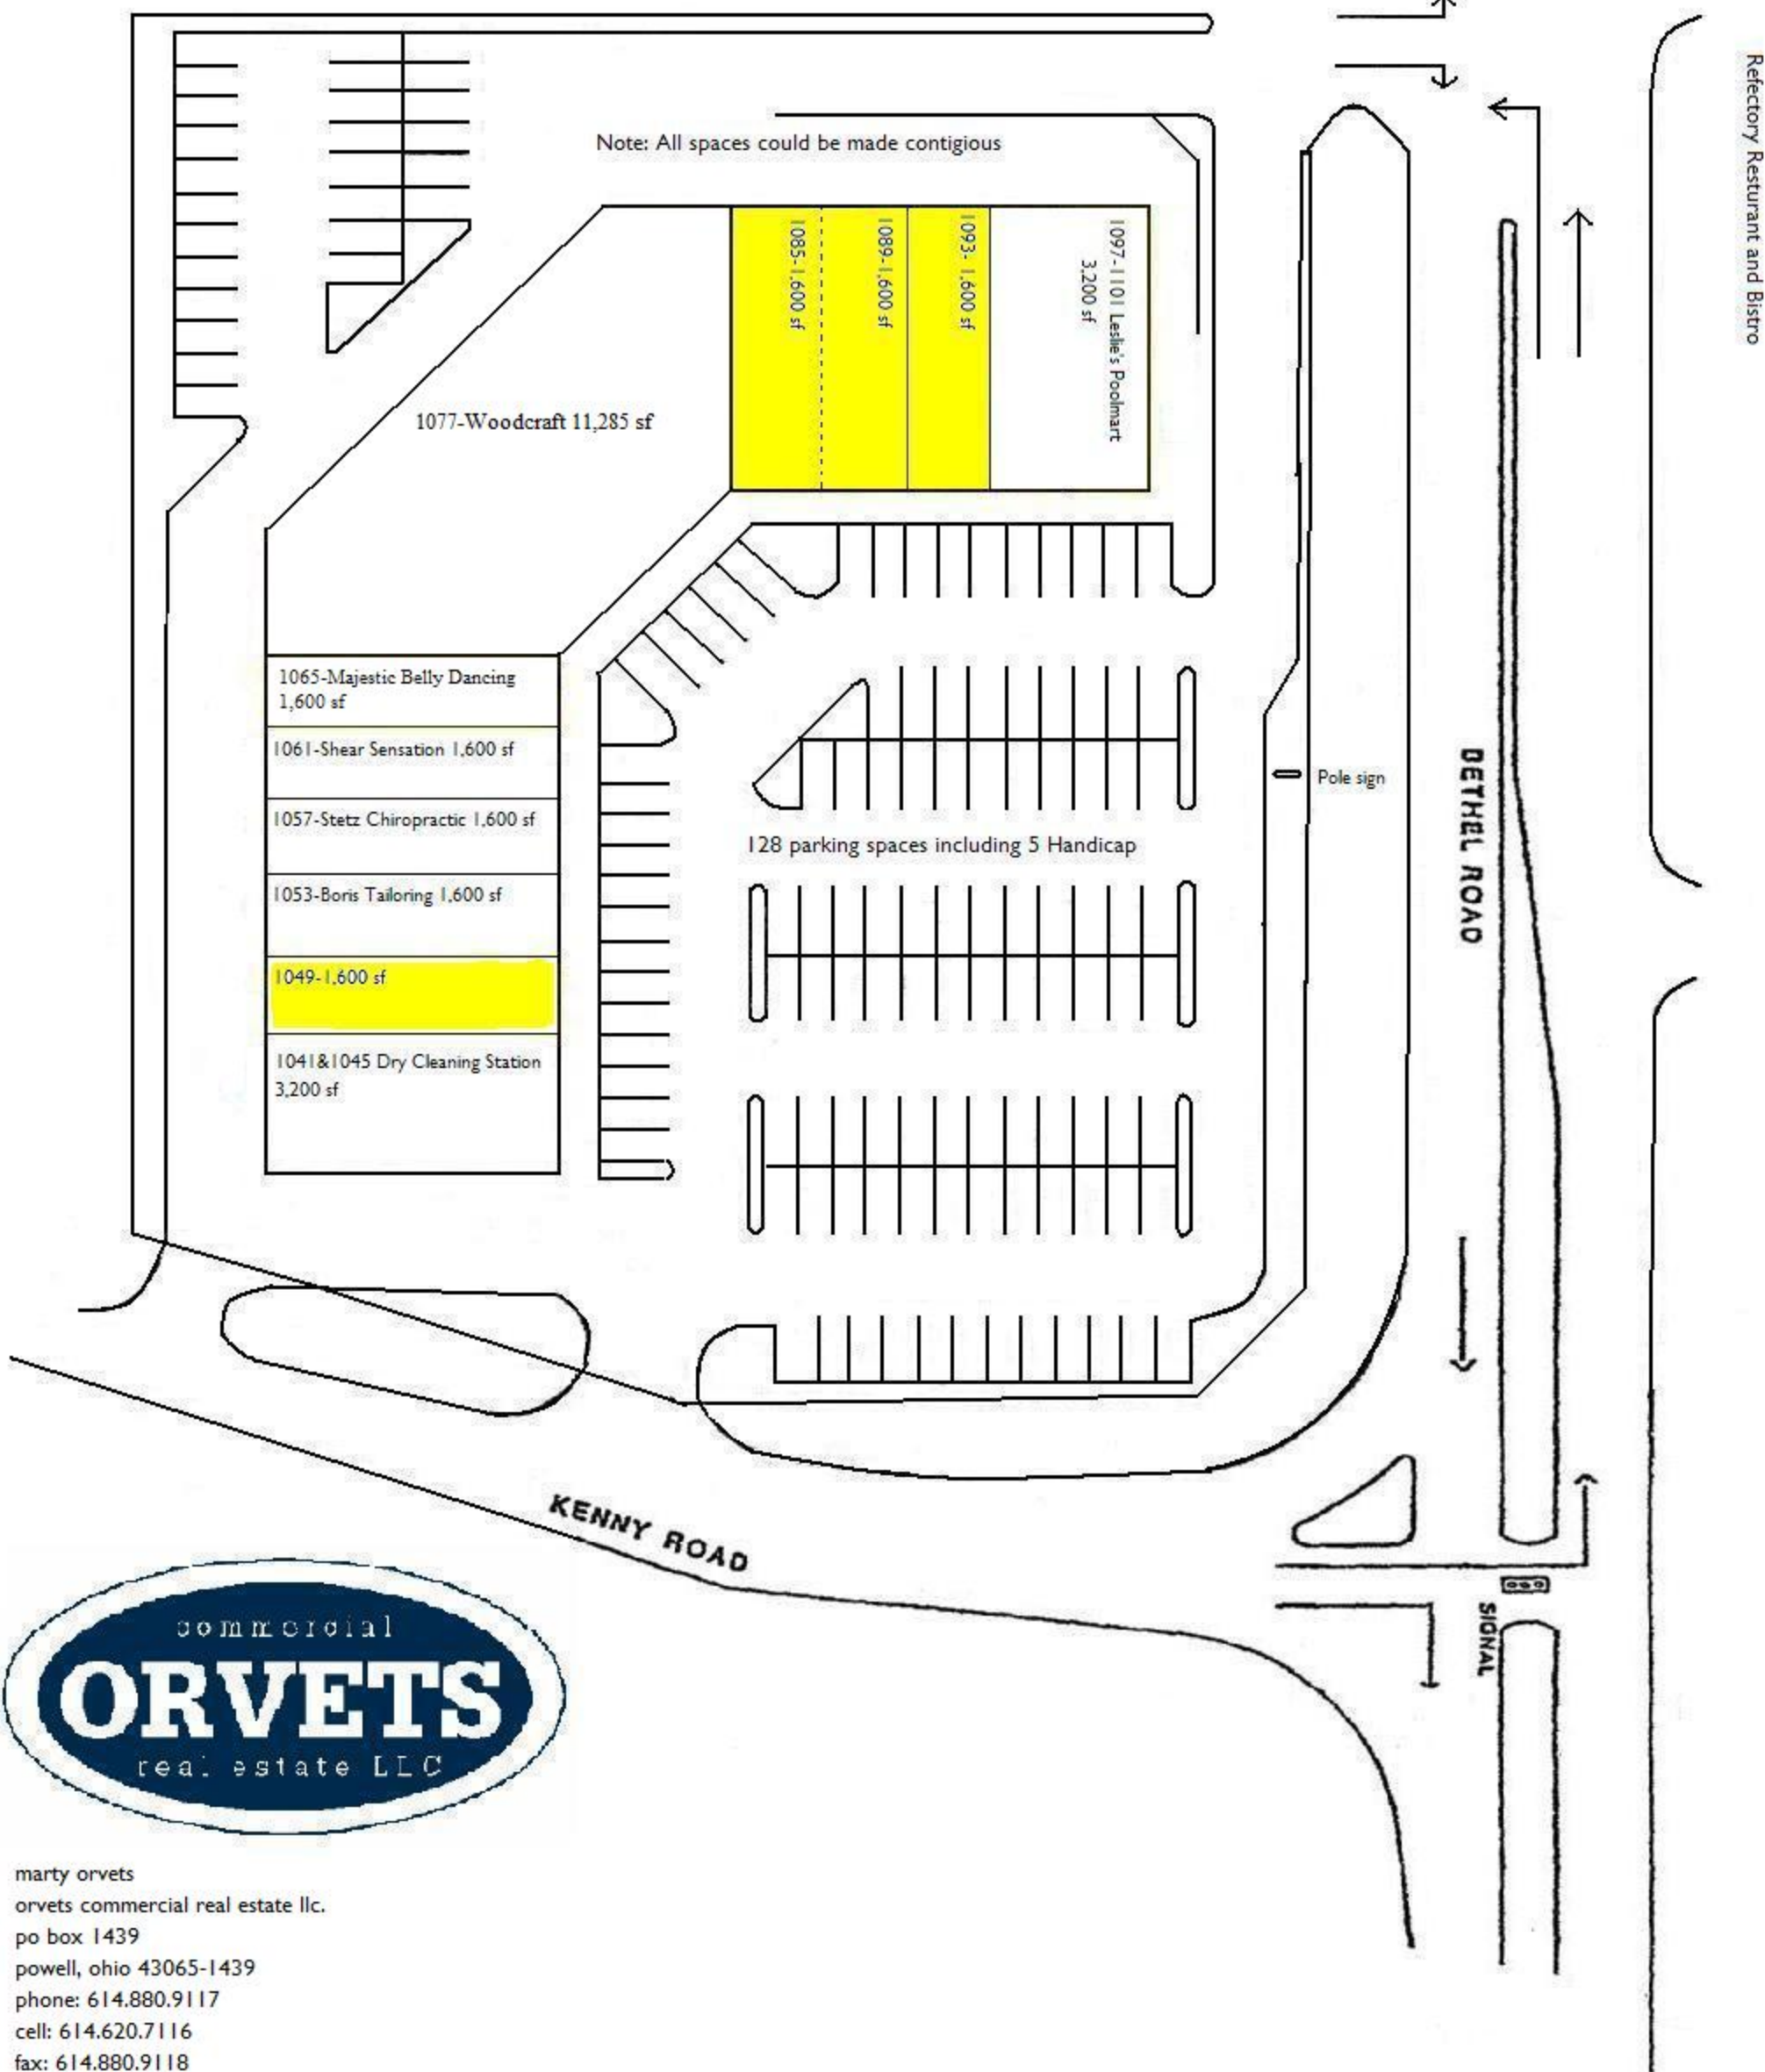 Refectory Resturant and Bistro
Note: All spaces could be made contigious
1085-1,600 sf
1089-1,600 sf
1093- 1,600 sf
1097-1101 Leslie's Poolmart
3,200 sf
1077-Woodcraft 11,285 sf
1065-Majestic Belly Dancing
1,600 sf
1061-Shear Sensation 1,600 sf
1057-Stetz Chiropractic 1,600 sf
1053-Boris Tailoring 1,600 sf
1049-1,600 sf
1041&1045 Dry Cleaning Station
3,200 sf
128 parking spaces including 5 Handicap
Pole sign
BETHEL ROAD
KENNY ROAD
SIGNAL
commercial
ORVETS
real estate LLC
marty orvets
orvets commercial real estate llc.
po box 1439
powell, ohio 43065-1439
phone: 614.880.9117
cell: 614.620.7116
fax: 614.880.9118